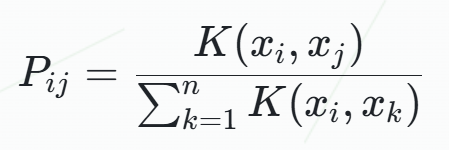 $$P_{ij} = \frac{K(x_i, x_j)}{\sum_{k=1}^{n} K(x_i, x_k)}$$